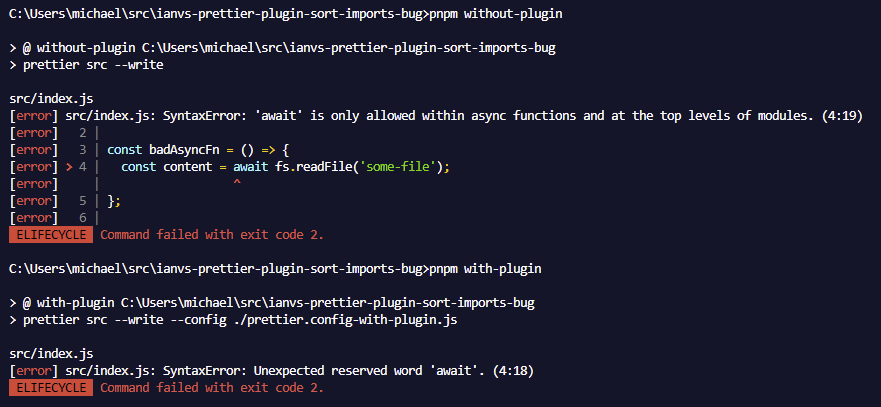 C:\Users\michael\src\ianvs-prettier-plugin-sort-imports-bug>pnpm without-plugin
> @ without-plugin C:\Users\michael\src\ianvs-prettier-plugin-sort-imports-bug
> prettier src --write
src/index.js
[error] src/index.js: SyntaxError: 'await' is only allowed within async functions and at the top levels of modules. (4:19)
[error]   2 |
[error]   3 | const badAsyncFn = () => {
[error] > 4 |   const content = await fs.readFile('some-file');
[error]     |                   ^
[error]   5 | };
[error]   6 |
ELIFECYCLE  Command failed with exit code 2.
C:\Users\michael\src\ianvs-prettier-plugin-sort-imports-bug>pnpm with-plugin
> @ with-plugin C:\Users\michael\src\ianvs-prettier-plugin-sort-imports-bug
> prettier src --write --config ./prettier.config-with-plugin.js
src/index.js
[error] src/index.js: SyntaxError: Unexpected reserved word 'await'. (4:18)
ELIFECYCLE  Command failed with exit code 2.